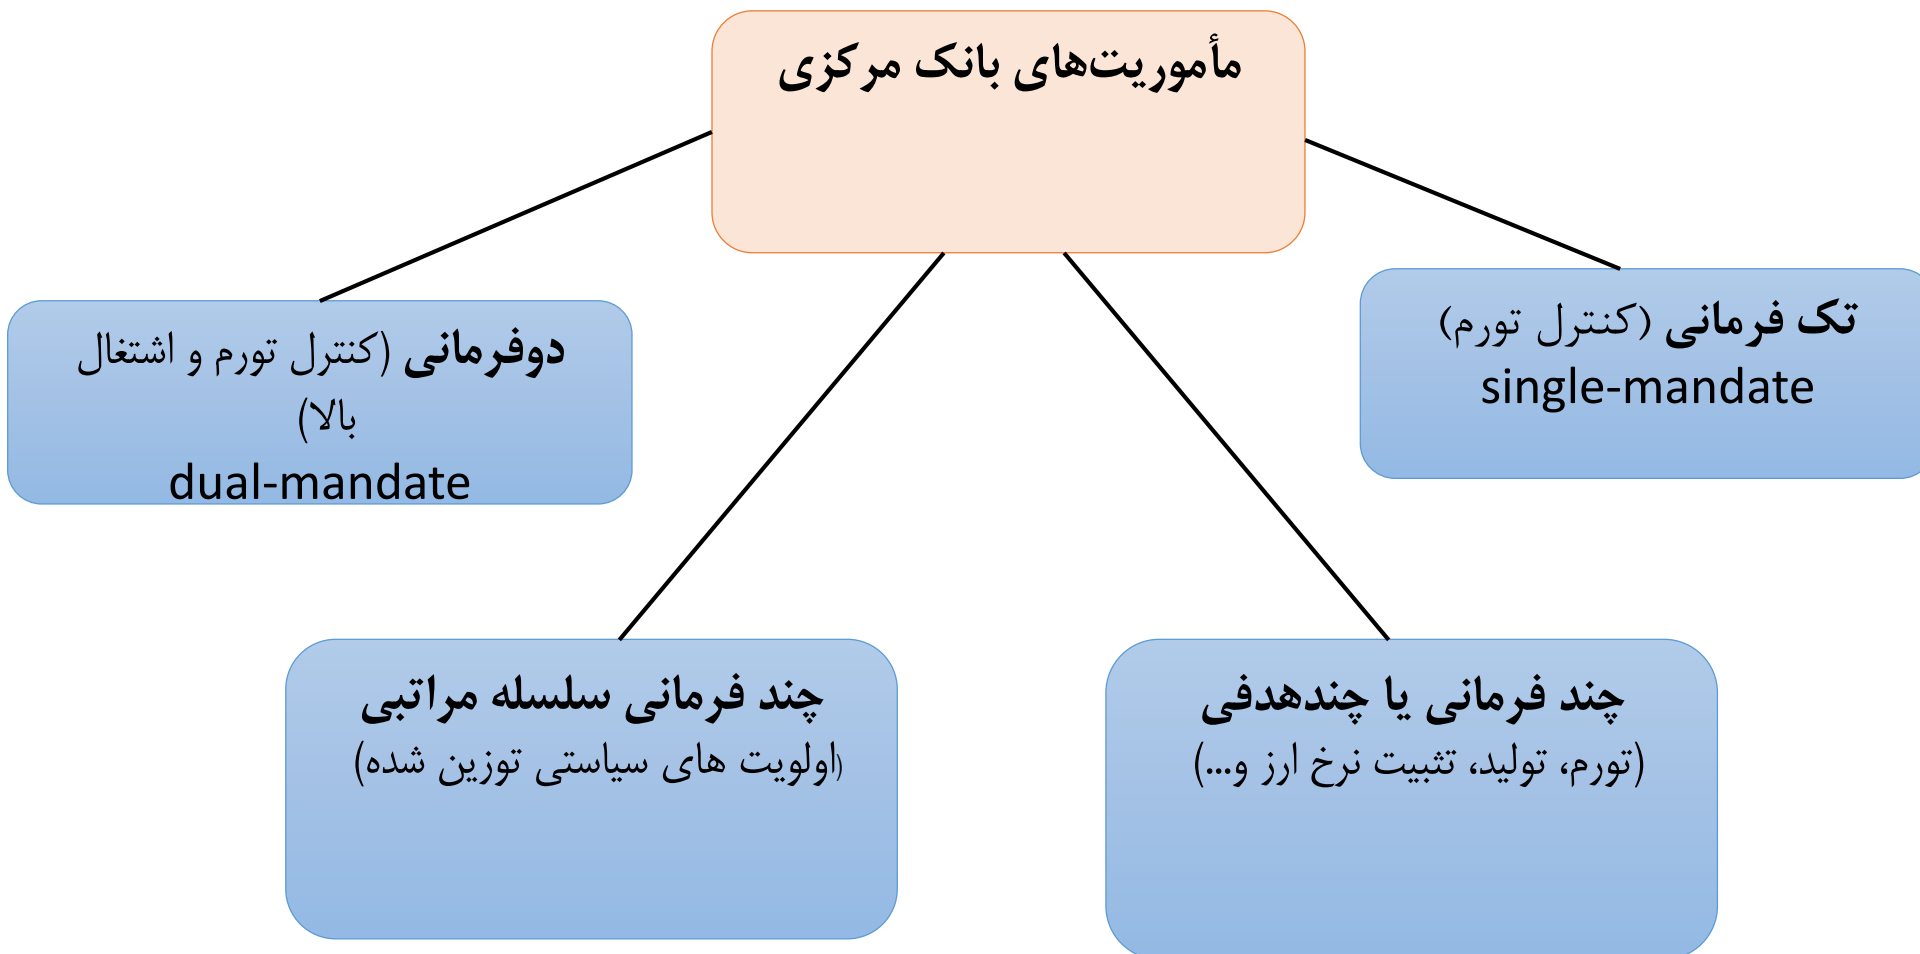 مأموریت‌های بانک مرکزی
تک فرمانی (کنترل تورم)
single-mandate
دوفرمانی (کنترل تورم و اشتغال
بالا)
dual-mandate
چند فرمانی یا چندهدفی
(تورم، تولید، تثبیت نرخ ارز و...)
چند فرمانی سلسله مراتبی
(اولویت های سیاستی توزین شده)